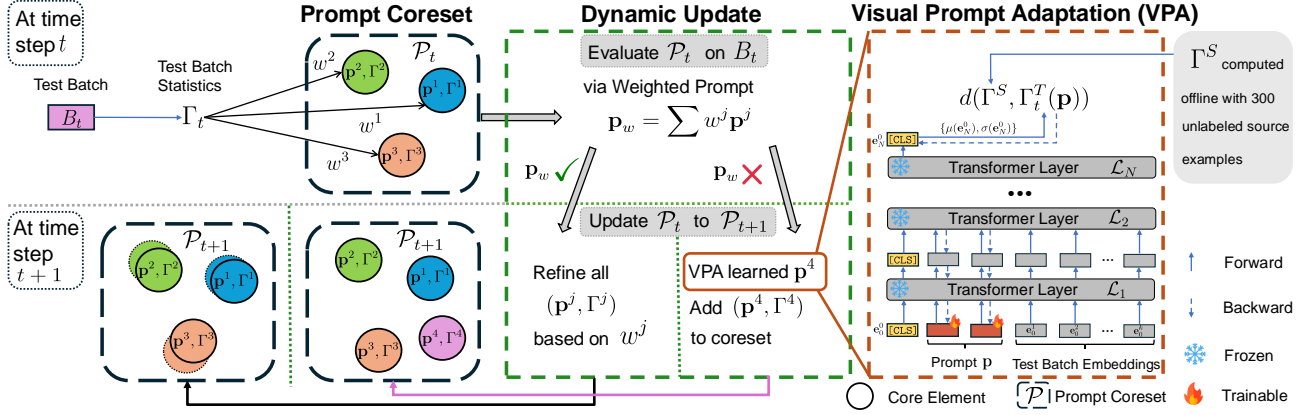 At time
step t
Prompt Coreset
Dynamic Update
Visual Prompt Adaptation (VPA)
Test Batch
B_t
Test Batch
Statistics
Γ_t
w^2
w^1
w^3
𝒫_t
p^2, Γ^2
p^1, Γ^1
p^3, Γ^3
Evaluate 𝒫_t on B_t
via Weighted Prompt
p_w = ∑ w^j p^j
p_w ✓
p_w ✗
Update 𝒫_t to 𝒫_{t+1}
Refine all
(p^j, Γ^j)
based on w^j
VPA learned p^4
Add (p^4, Γ^4)
to coreset
At time
step
t + 1
𝒫_{t+1}
p^2, Γ^2
p^1, Γ^1
p^3, Γ^3
𝒫_{t+1}
p^2, Γ^2
p^1, Γ^1
p^3, Γ^3
p^4, Γ^4
Γ^S computed
offline with 300
unlabeled source
examples
d(Γ^S, Γ_t^T(p))
{μ(e_N^0), σ(e_N^0)}
e_N^0 [CLS]
Transformer Layer ℒ_N
•••
Transformer Layer ℒ_2
[CLS] ...
Transformer Layer ℒ_1
e_0^0 [CLS] ...
Prompt p
Test Batch Embeddings
Forward
Backward
Frozen
Trainable
Core Element
𝒫 Prompt Coreset